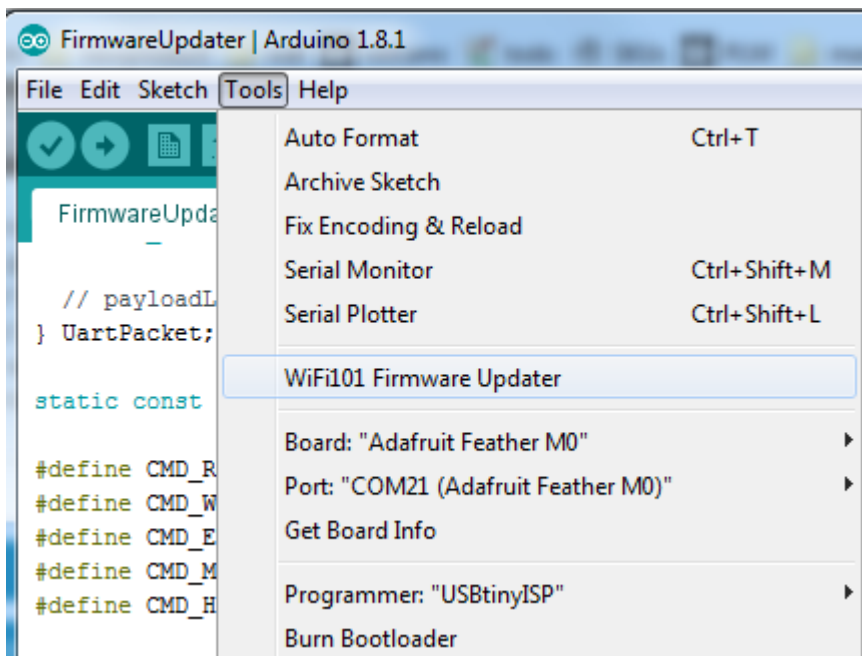 FirmwareUpdater | Arduino 1.8.1
File Edit Sketch Tools Help
Auto Format Ctrl+T
Archive Sketch
FirmwareUpda
Fix Encoding & Reload
Serial Monitor Ctrl+Shift+M
// payloadL
Serial Plotter Ctrl+Shift+L
} UartPacket;
WiFi101 Firmware Updater
static const
Board: "Adafruit Feather M0"
#define CMD_R
Port: "COM21 (Adafruit Feather M0)"
#define CMD_W
Get Board Info
#define CMD_E
#define CMD_M
Programmer: "USBtinyISP"
#define CMD_H
Burn Bootloader